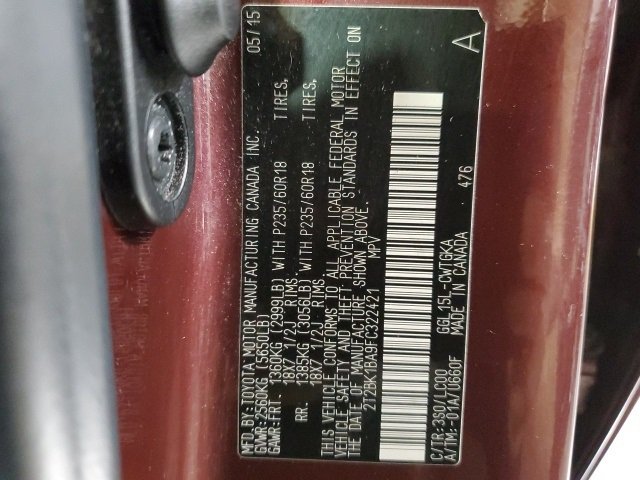 MFD. BY: TOYOTA MOTOR MANUFACTURING CANADA INC. 05/15
GVWR: 2560KG (5650LB)
GAWR: FRT. 1360KG (2999LB) WITH P235/60R18 TIRES,
18X7 1/2J RIMS.
RR. 1385KG (3056LB) WITH P235/60R18 TIRES,
18X7 1/2J RIMS.
THIS VEHICLE CONFORMS TO ALL APPLICABLE FEDERAL MOTOR
VEHICLE SAFETY AND THEFT PREVENTION STANDARDS IN EFFECT ON
THE DATE OF MANUFACTURE SHOWN ABOVE.
2T2BK1BA9FC322421 MPV
C/TR:3S0/LC00 GGL15L-CWTGKA
A/TM:-01A/U660F MADE IN CANADA 476 A